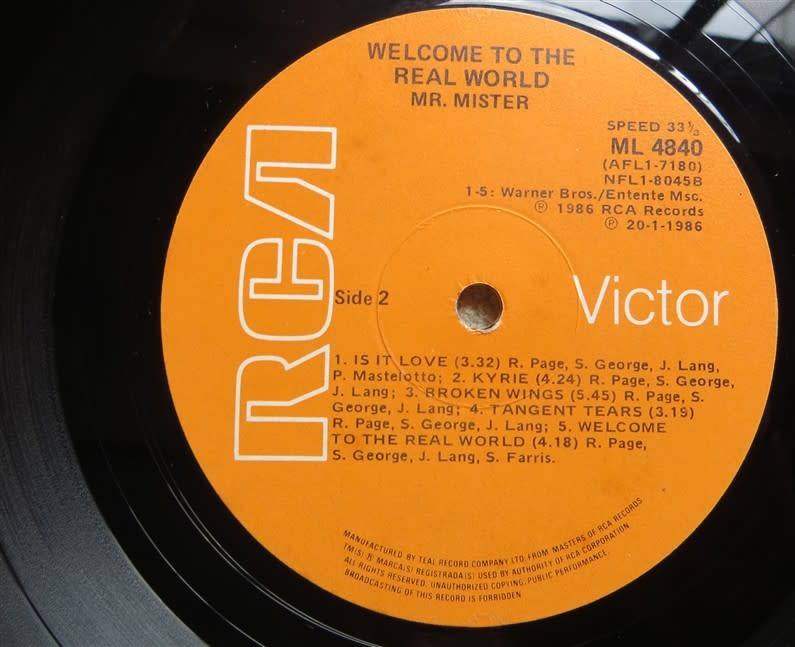 WELCOME TO THE
REAL WORLD
MR. MISTER
SPEED 33⅓
ML 4840
(AFL1-7180)
NFL1-8045B
1-5: Warner Bros./Entente Msc.
℗ 1986 RCA Records
℗ 20-1-1986
RCA
Side 2
Victor
1. IS IT LOVE (3.32) R. Page, S. George, J. Lang,
P. Mastelotto; 2. KYRIE (4.24) R. Page, S. George,
J. Lang; 3. BROKEN WINGS (5.45) R. Page, S.
George, J. Lang; 4. TANGENT TEARS (3.19)
R. Page, S. George, J. Lang; 5. WELCOME
TO THE REAL WORLD (4.18) R. Page,
S. George, J. Lang, S. Farris.
MANUFACTURED BY TEAL RECORD COMPANY LTD. FROM MASTERS OF RCA RECORDS
TM(S) ® MARCA(S) REGISTRADA(S) USED BY AUTHORITY OF RCA CORPORATION
ALL RIGHTS RESERVED. UNAUTHORIZED COPYING, PUBLIC PERFORMANCE,
BROADCASTING OF THIS RECORD IS FORBIDDEN